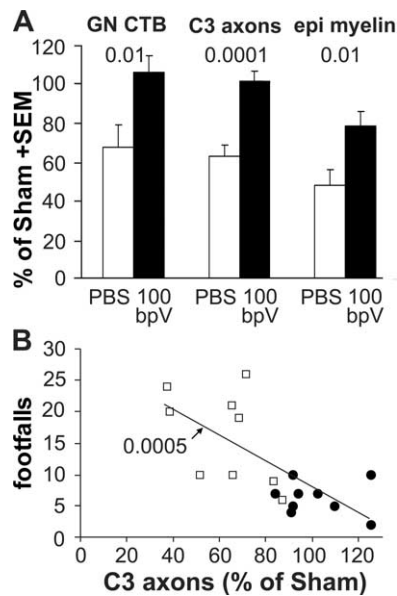 A GN CTB C3 axons epi myelin
0.01 0.0001 0.01
% of Sham +SEM
120
100
80
60
40
20
0
PBS 100 bpV PBS 100 bpV PBS 100 bpV
B
footfalls
30
25
20
15
10
5
0
0.0005
0 20 40 60 80 100 120
C3 axons (% of Sham)